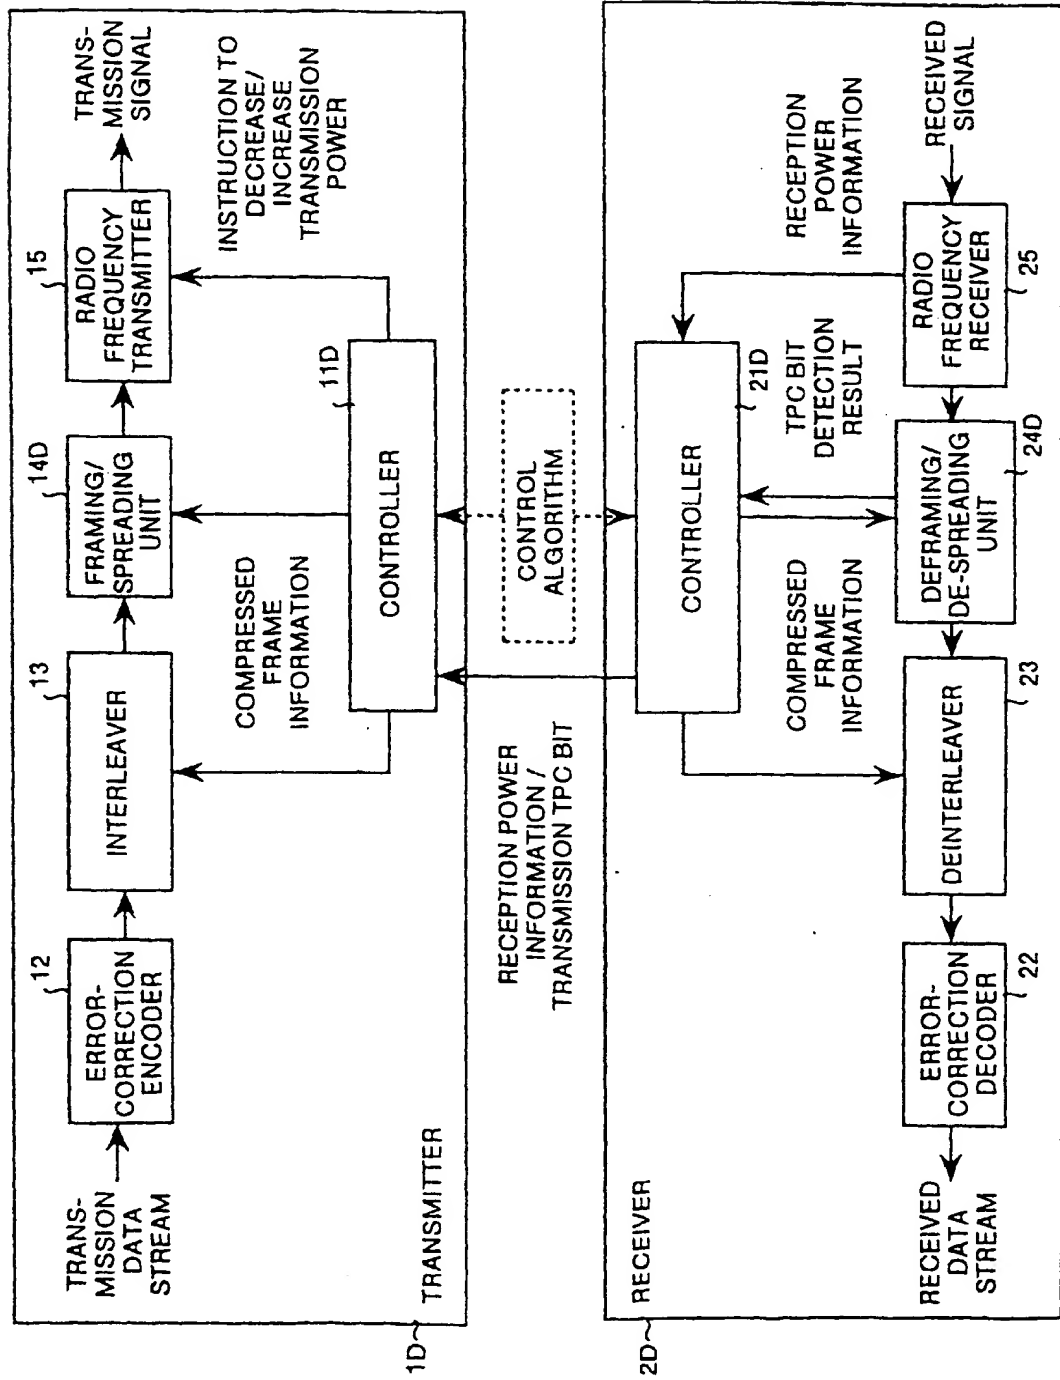 1D
TRANSMITTER
TRANS-
MISSION
DATA
STREAM
12
ERROR-
CORRECTION
ENCODER
13
INTERLEAVER
14D
FRAMING/
SPREADING
UNIT
15
RADIO
FREQUENCY
TRANSMITTER
TRANS-
MISSION
SIGNAL
COMPRESSED
FRAME
INFORMATION
INSTRUCTION TO
DECREASE/
INCREASE
TRANSMISSION
POWER
11D
CONTROLLER
RECEPTION POWER
INFORMATION /
TRANSMISSION TPC BIT
CONTROL
ALGORITHM
2D
RECEIVER
CONTROLLER
21D
COMPRESSED
FRAME
INFORMATION
TPC BIT
DETECTION
RESULT
RECEPTION
POWER
INFORMATION
RECEIVED
DATA
STREAM
ERROR-
CORRECTION
DECODER
22
DEINTERLEAVER
23
DEFRAMING/
DE-SPREADING
UNIT
24D
RADIO
FREQUENCY
RECEIVER
25
RECEIVED
SIGNAL